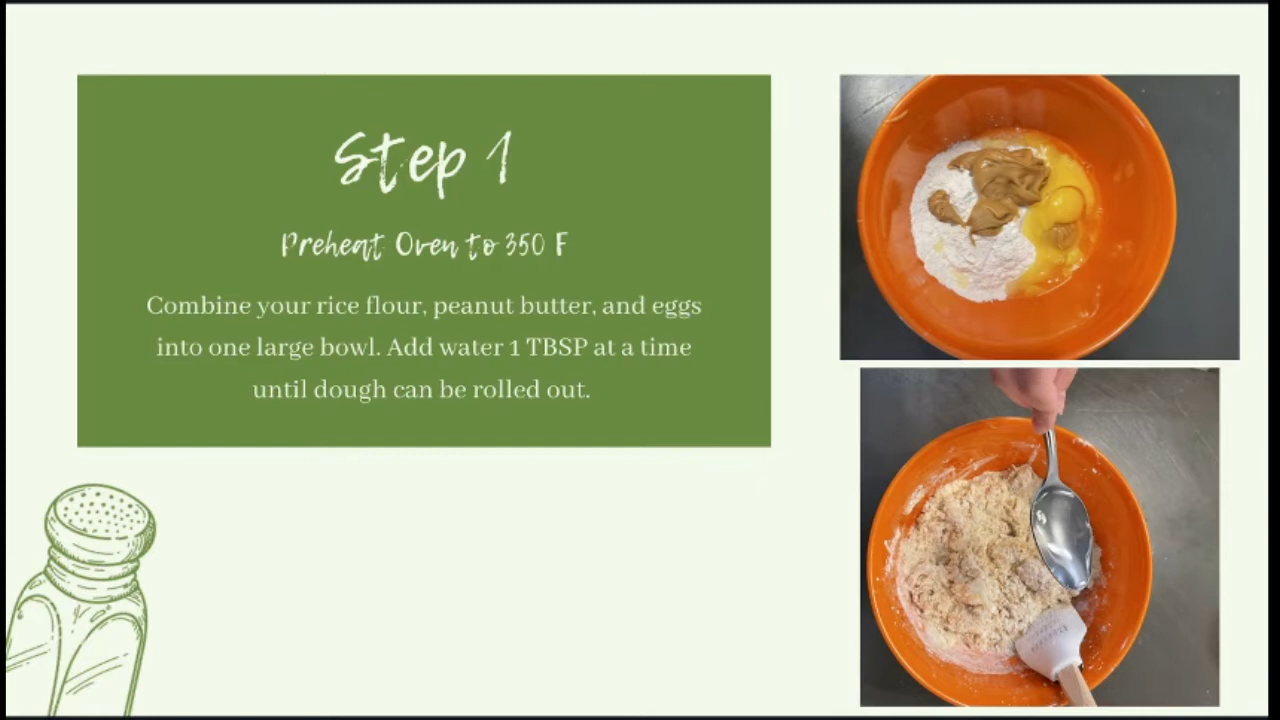 Step 1
Preheat Oven to 350 F
Combine your rice flour, peanut butter, and eggs
into one large bowl. Add water 1 TBSP at a time
until dough can be rolled out.